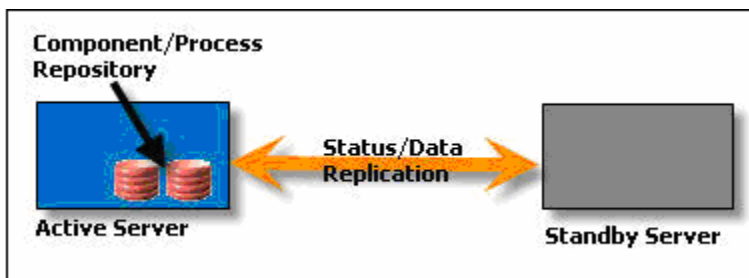 Component/Process
Repository
Status/Data
Replication
Active Server
Standby Server